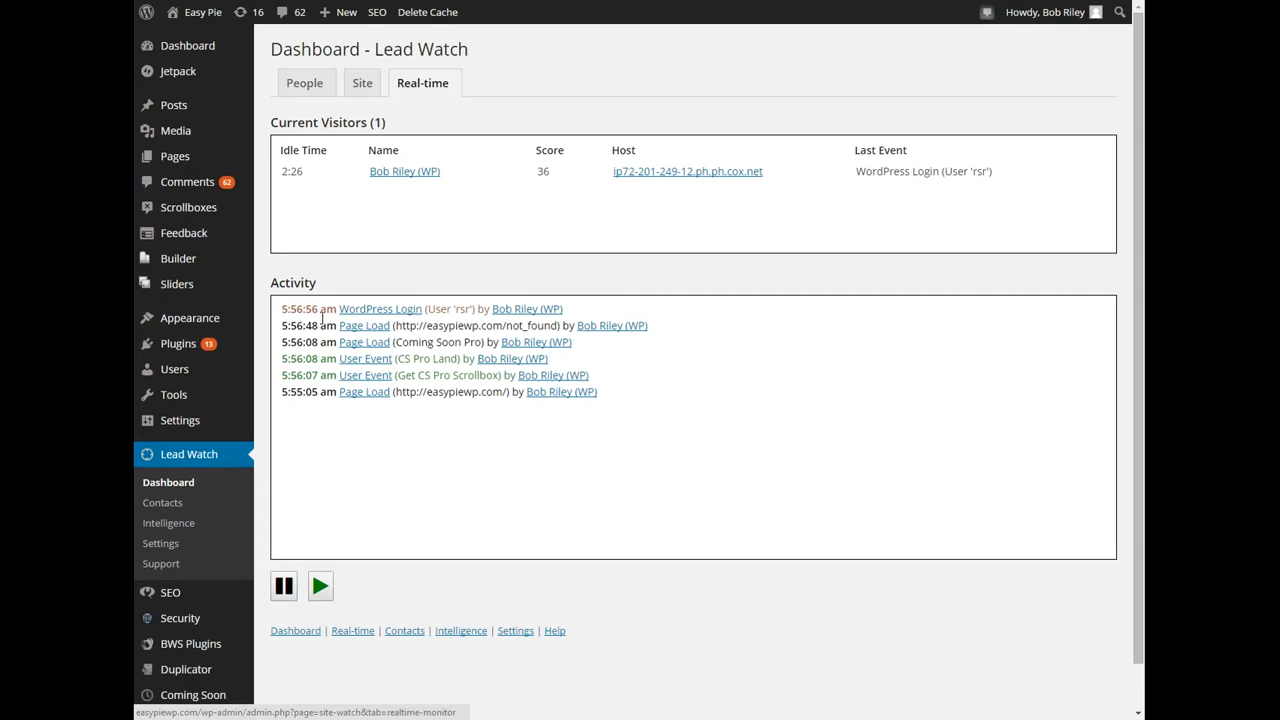 Easy Pie 16 62 New SEO Delete Cache Howdy, Bob Riley
Dashboard
Jetpack
Posts
Media
Pages
Comments 62
Scrollboxes
Feedback
Builder
Sliders
Appearance
Plugins 13
Users
Tools
Settings
Lead Watch
Dashboard
Contacts
Intelligence
Settings
Support
SEO
Security
BWS Plugins
Duplicator
Coming Soon
Dashboard - Lead Watch
People Site Real-time
Current Visitors (1)
Idle Time Name Score Host Last Event
2:26 Bob Riley (WP) 36 ip72-201-249-12.ph.ph.cox.net WordPress Login (User 'rsr')
Activity
5:56:56 am WordPress Login (User 'rsr') by Bob Riley (WP)
5:56:48 am Page Load (http://easypiewp.com/not_found) by Bob Riley (WP)
5:56:08 am Page Load (Coming Soon Pro) by Bob Riley (WP)
5:56:08 am User Event (CS Pro Land) by Bob Riley (WP)
5:56:07 am User Event (Get CS Pro Scrollbox) by Bob Riley (WP)
5:55:05 am Page Load (http://easypiewp.com/) by Bob Riley (WP)
Dashboard | Real-time | Contacts | Intelligence | Settings | Help
easypiewp.com/wp-admin/admin.php?page=site-watch&tab=realtime-monitor